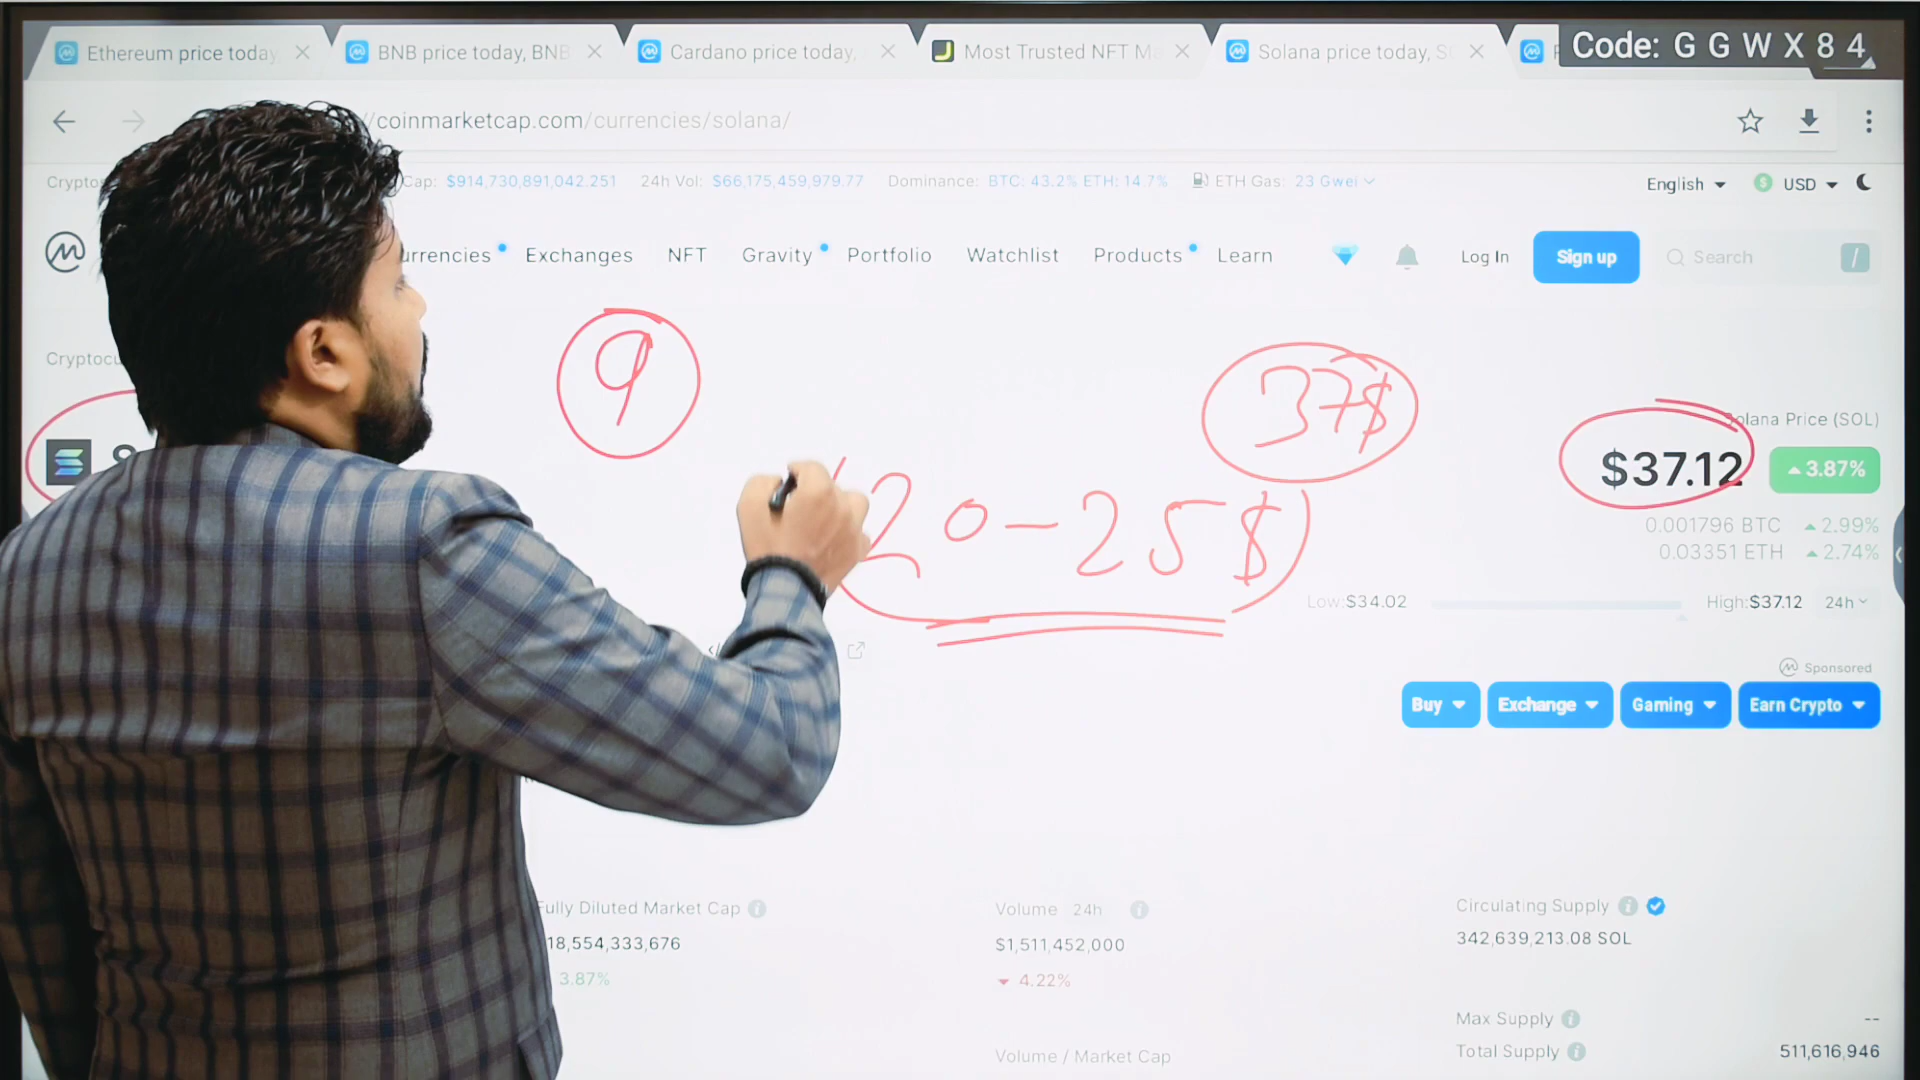 Ethereum price today
BNB price today, BNB
Cardano price today,
Most Trusted NFT Ma
Solana price today, S
Code: G G W X 8 4
//coinmarketcap.com/currencies/solana/
Crypto
Cap: $914,730,891,042.251
24h Vol: $66,175,459,979.77
Dominance: BTC: 43.2% ETH: 14.7%
ETH Gas: 23 Gwei
English
USD
urrencies
Exchanges
NFT
Gravity
Portfolio
Watchlist
Products
Learn
Log In
Sign up
Search
/
Cryptocu
9
37$
20-25$
Solana Price (SOL)
$37.12
3.87%
0.001796 BTC 2.99%
0.03351 ETH 2.74%
Low:$34.02
High:$37.12
24h
Sponsored
Buy
Exchange
Gaming
Earn Crypto
Fully Diluted Market Cap
18,554,333,676
3.87%
Volume 24h
$1,511,452,000
4.22%
Volume / Market Cap
Circulating Supply
342,639,213.08 SOL
Max Supply --
Total Supply 511,616,946